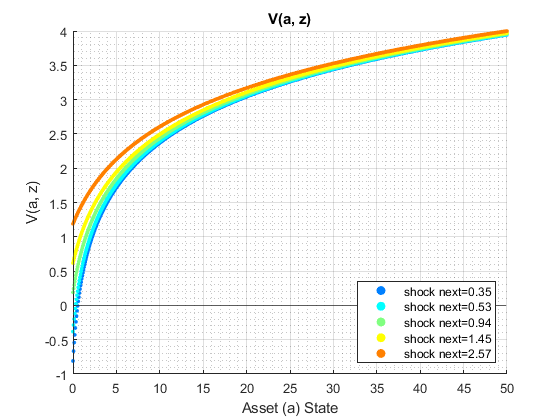 V(a, z)
4
3.5
3
2.5
2
1.5
1
0.5
0
-0.5
-1
V(a, z)
shock next=0.35
shock next=0.53
shock next=0.94
shock next=1.45
shock next=2.57
0 5 10 15 20 25 30 35 40 45 50
Asset (a) State